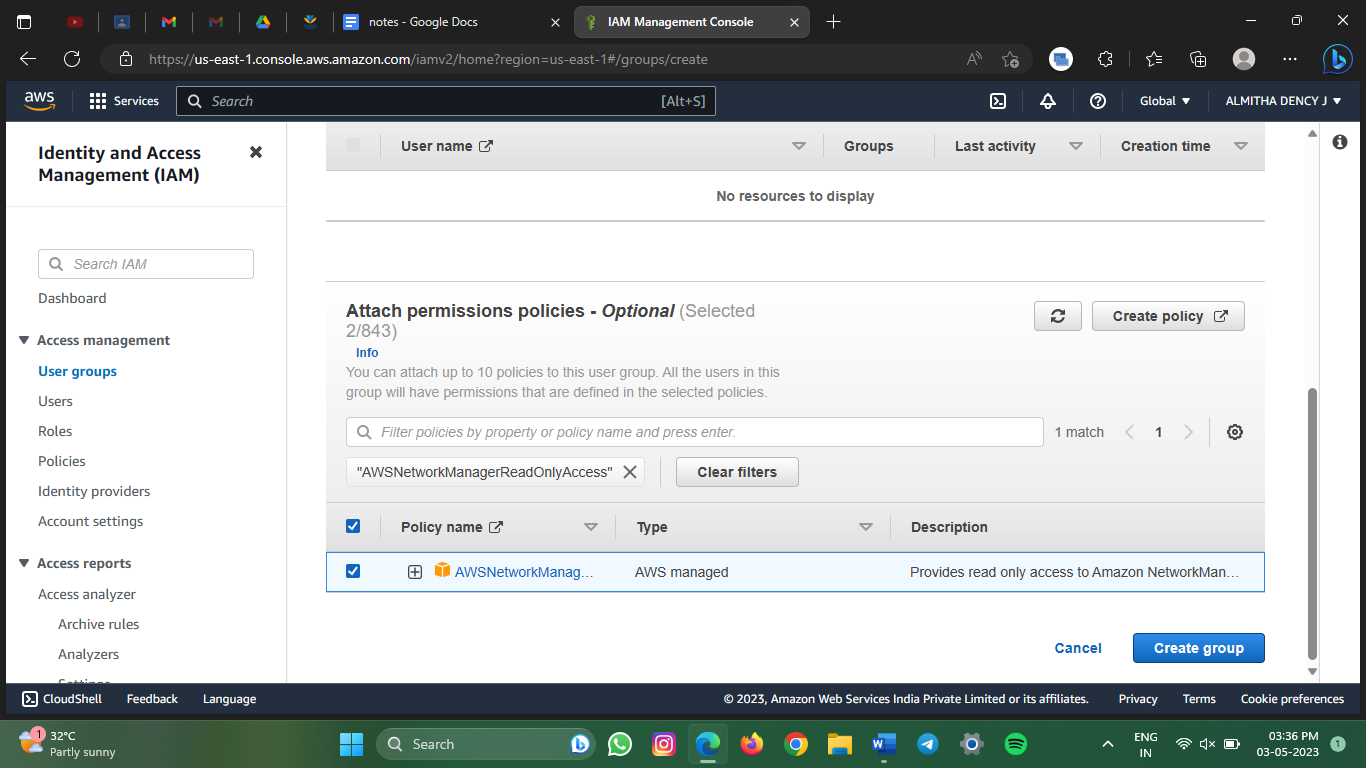 notes - Google Docs
IAM Management Console
https://us-east-1.console.aws.amazon.com/iamv2/home?region=us-east-1#/groups/create
aws
Services
Search
[Alt+S]
Global
ALMITHA DENCY J
Identity and Access
Management (IAM)
Search IAM
Dashboard
Access management
User groups
Users
Roles
Policies
Identity providers
Account settings
Access reports
Access analyzer
Archive rules
Analyzers
Settings
User name
Groups
Last activity
Creation time
No resources to display
Attach permissions policies - Optional (Selected
2/843)
Info
You can attach up to 10 policies to this user group. All the users in this
group will have permissions that are defined in the selected policies.
Create policy
Filter policies by property or policy name and press enter.
1 match
1
"AWSNetworkManagerReadOnlyAccess"
Clear filters
Policy name
Type
Description
AWSNetworkManag...
AWS managed
Provides read only access to Amazon NetworkMan...
Cancel
Create group
CloudShell
Feedback
Language
© 2023, Amazon Web Services India Private Limited or its affiliates.
Privacy
Terms
Cookie preferences
1
32°C
Partly sunny
Search
ENG
IN
03:36 PM
03-05-2023
1